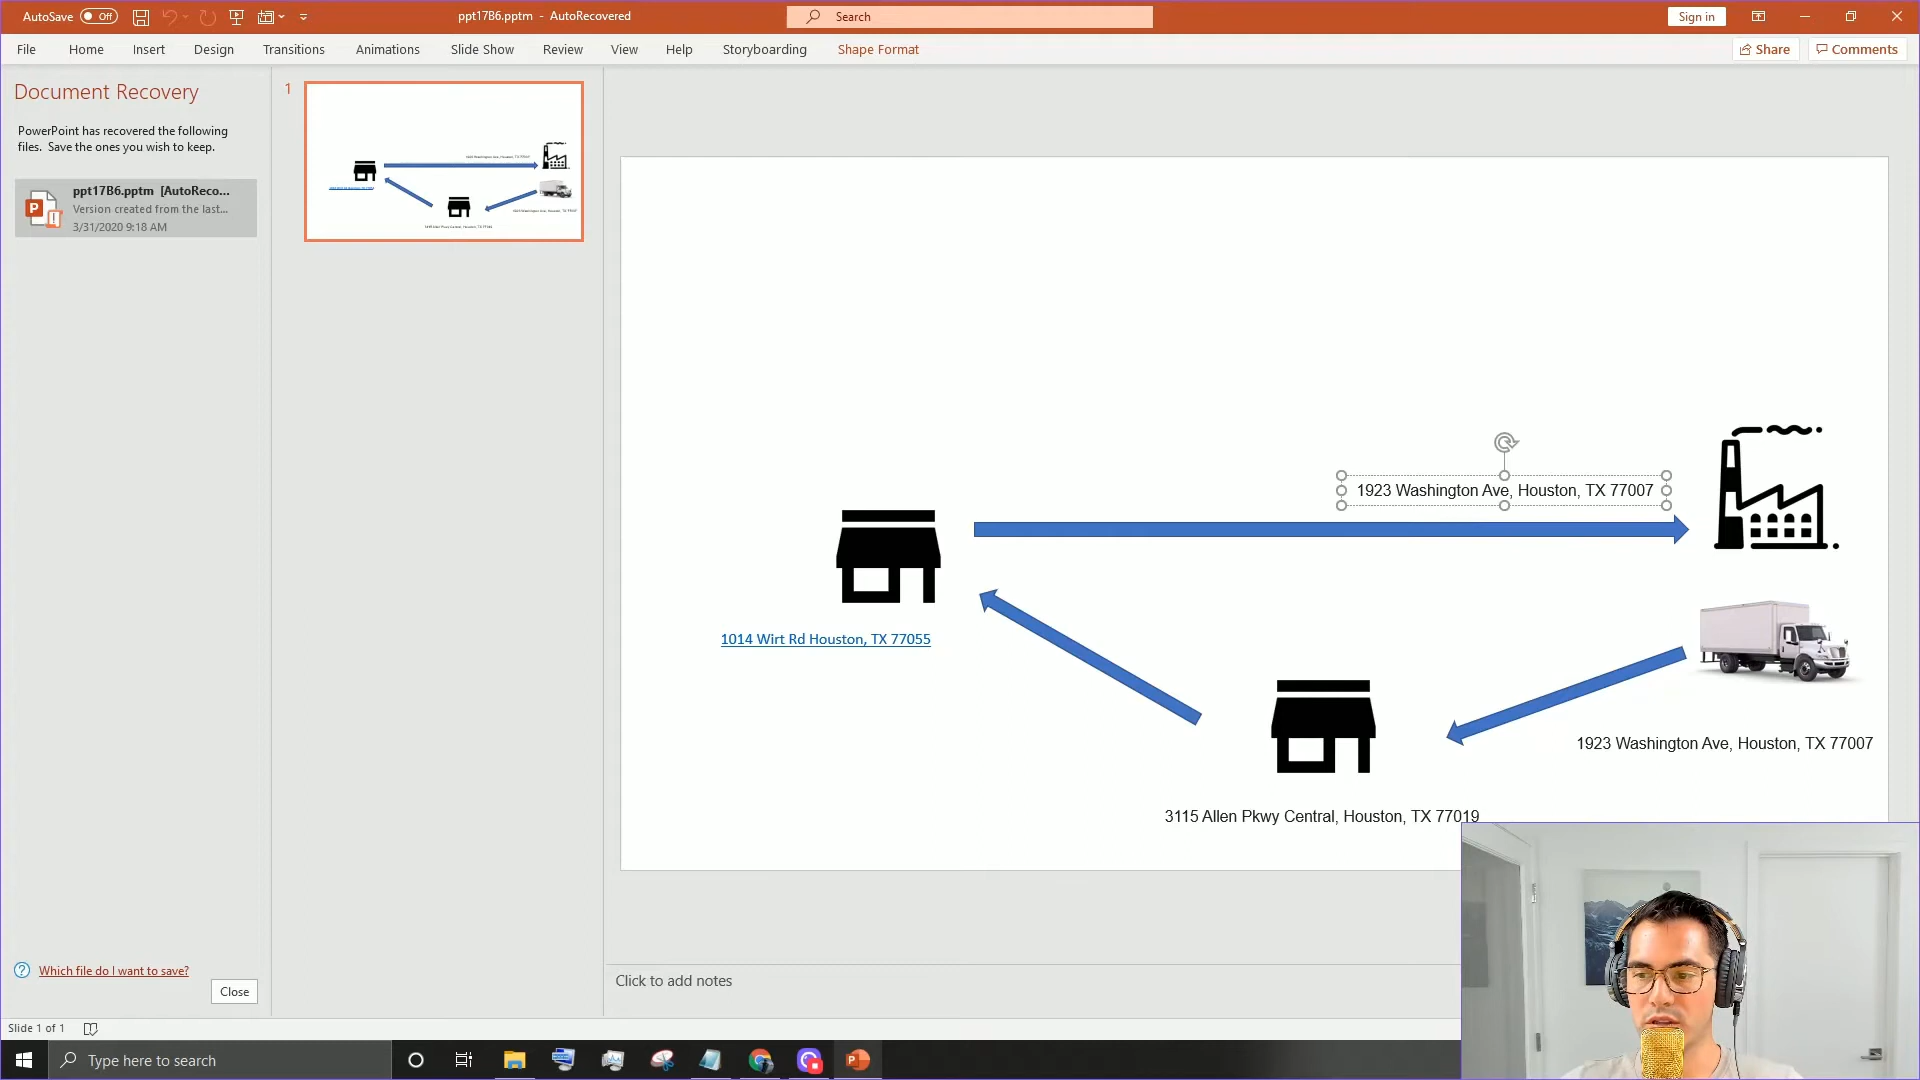 AutoSave Off
ppt17B6.pptm - AutoRecovered
Search
Sign in
File Home Insert Design Transitions Animations Slide Show Review View Help Storyboarding Shape Format
Share Comments
Document Recovery
PowerPoint has recovered the following
files. Save the ones you wish to keep.
ppt17B6.pptm [AutoReco...
Version created from the last...
3/31/2020 9:18 AM
1
1923 Washington Ave, Houston, TX 77007
1014 Wirt Rd Houston, TX 77055
1923 Washington Ave, Houston, TX 77007
3115 Allen Pkwy Central, Houston, TX 77019
Which file do I want to save?
Close
Click to add notes
Slide 1 of 1
Type here to search